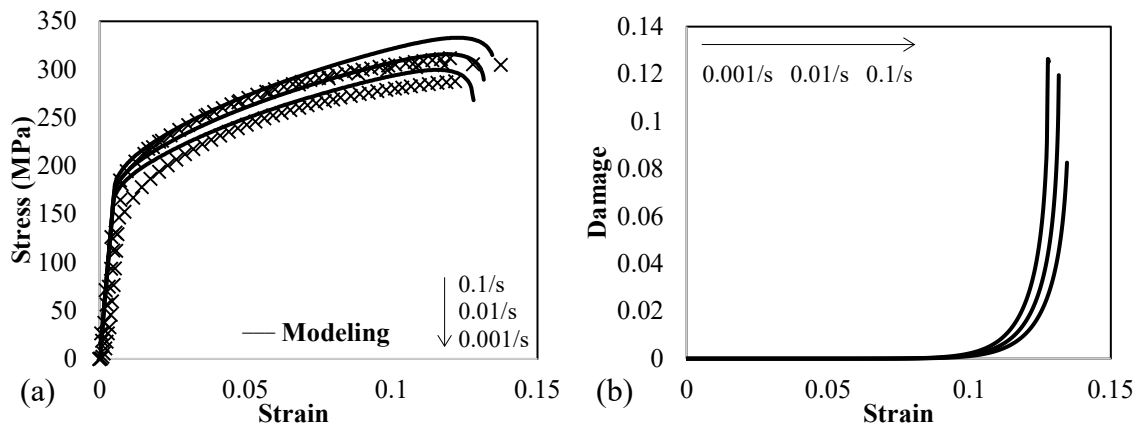 350
300
250
200
150
100
50
0
Stress (MPa)
0.1/s
0.01/s
0.001/s
Modeling
0 0.05 0.1 0.15
Strain
(a)
0.14
0.12
0.1
0.08
0.06
0.04
0.02
0
Damage
0.001/s 0.01/s 0.1/s
0 0.05 0.1 0.15
Strain
(b)